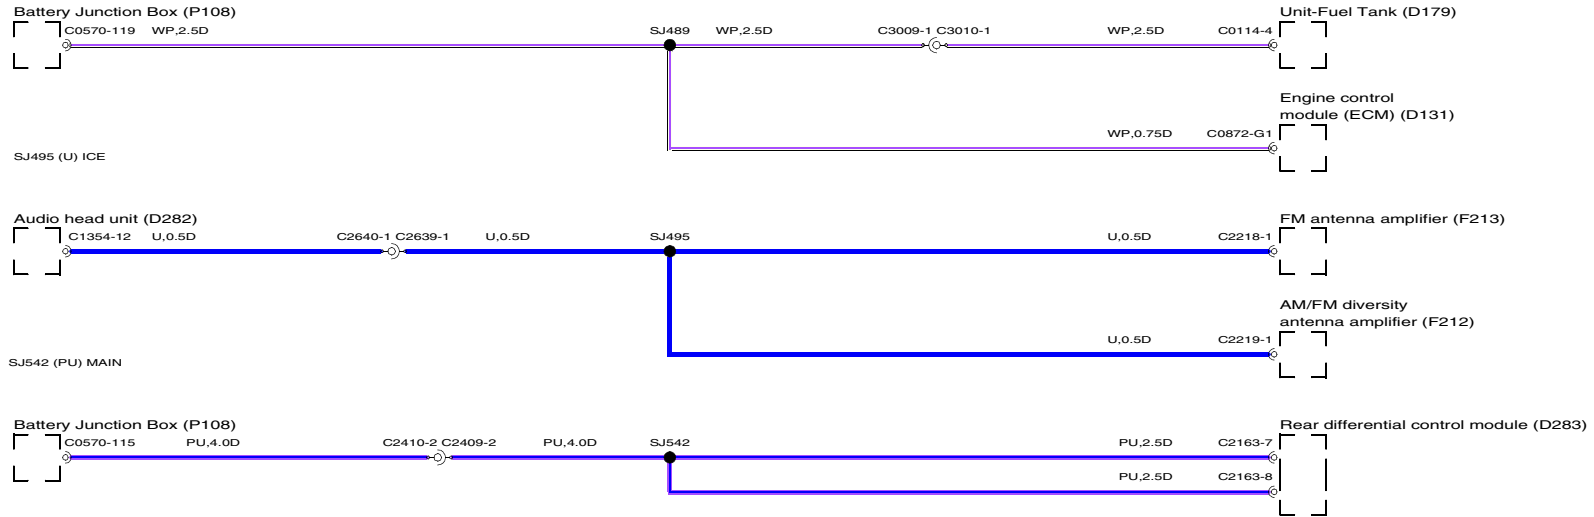 Battery Junction Box (P108)
Unit-Fuel Tank (D179)
C0570-119 WP,2.5D SJ489 WP,2.5D C3009-1 C3010-1 WP,2.5D C0114-4
Engine control
module (ECM) (D131)
WP,0.75D C0872-G1
SJ495 (U) ICE
Audio head unit (D282)
FM antenna amplifier (F213)
C1354-12 U,0.5D C2640-1 C2639-1 U,0.5D SJ495 U,0.5D C2218-1
AM/FM diversity
antenna amplifier (F212)
U,0.5D C2219-1
SJ542 (PU) MAIN
Battery Junction Box (P108)
Rear differential control module (D283)
C0570-115 PU,4.0D C2410-2 C2409-2 PU,4.0D SJ542 PU,2.5D C2163-7
PU,2.5D C2163-8